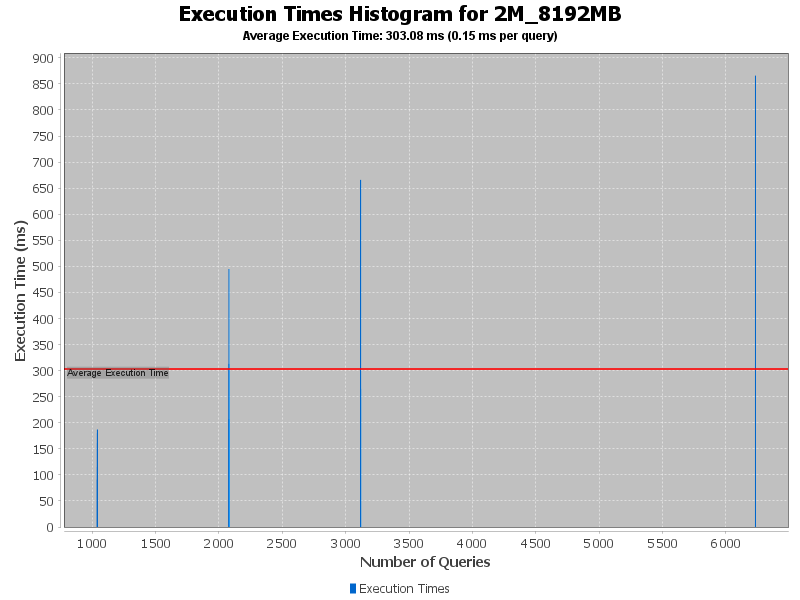 Execution Times Histogram for 2M_8192MB
Average Execution Time: 303.08 ms (0.15 ms per query)
Execution Time (ms)
900
850
800
750
700
650
600
550
500
450
400
350
300
250
200
150
100
50
0
Average Execution Time
1000 1500 2000 2500 3000 3500 4000 4500 5000 5500 6000
Number of Queries
Execution Times